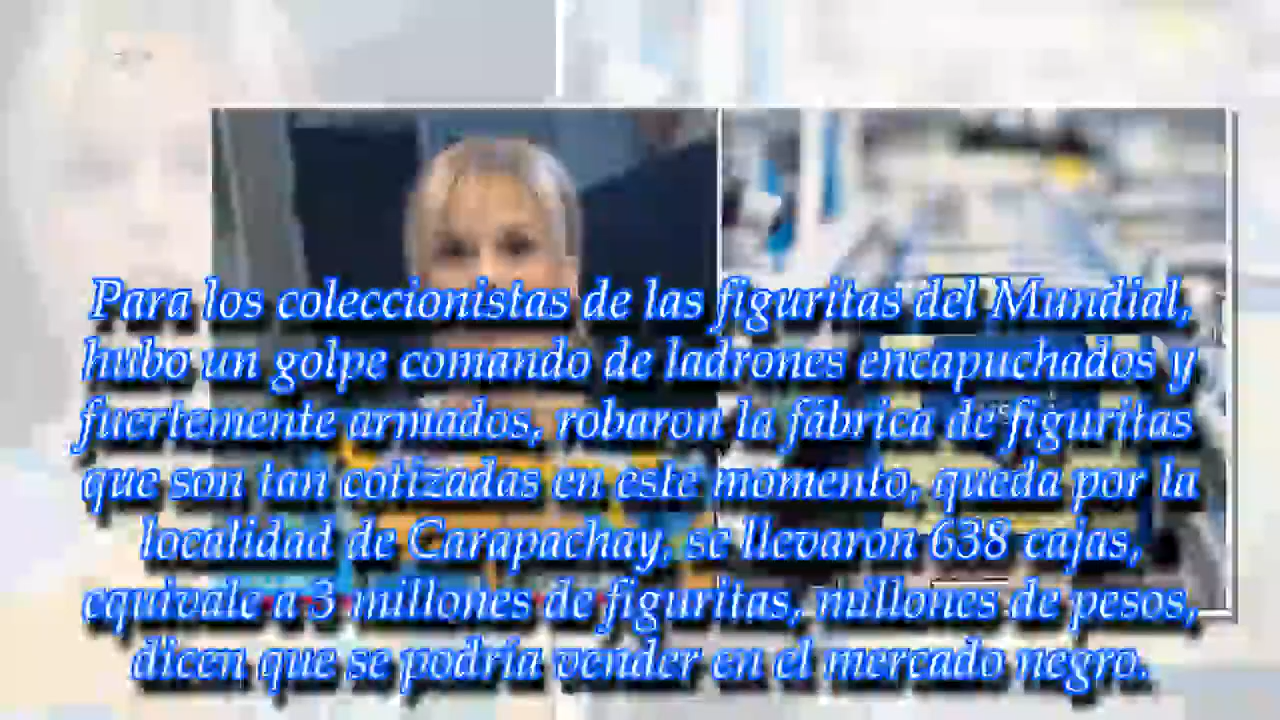 Para los coleccionistas de las figuritas del Mundial,
hubo un golpe comando de ladrones encapuchados y
fuertemente armados, robaron la fábrica de figuritas
que son tan cotizadas en este momento, queda por la
localidad de Carapachay, se llevaron 638 cajas,
equivale a 3 millones de figuritas, millones de pesos,
dicen que se podría vender en el mercado negro.